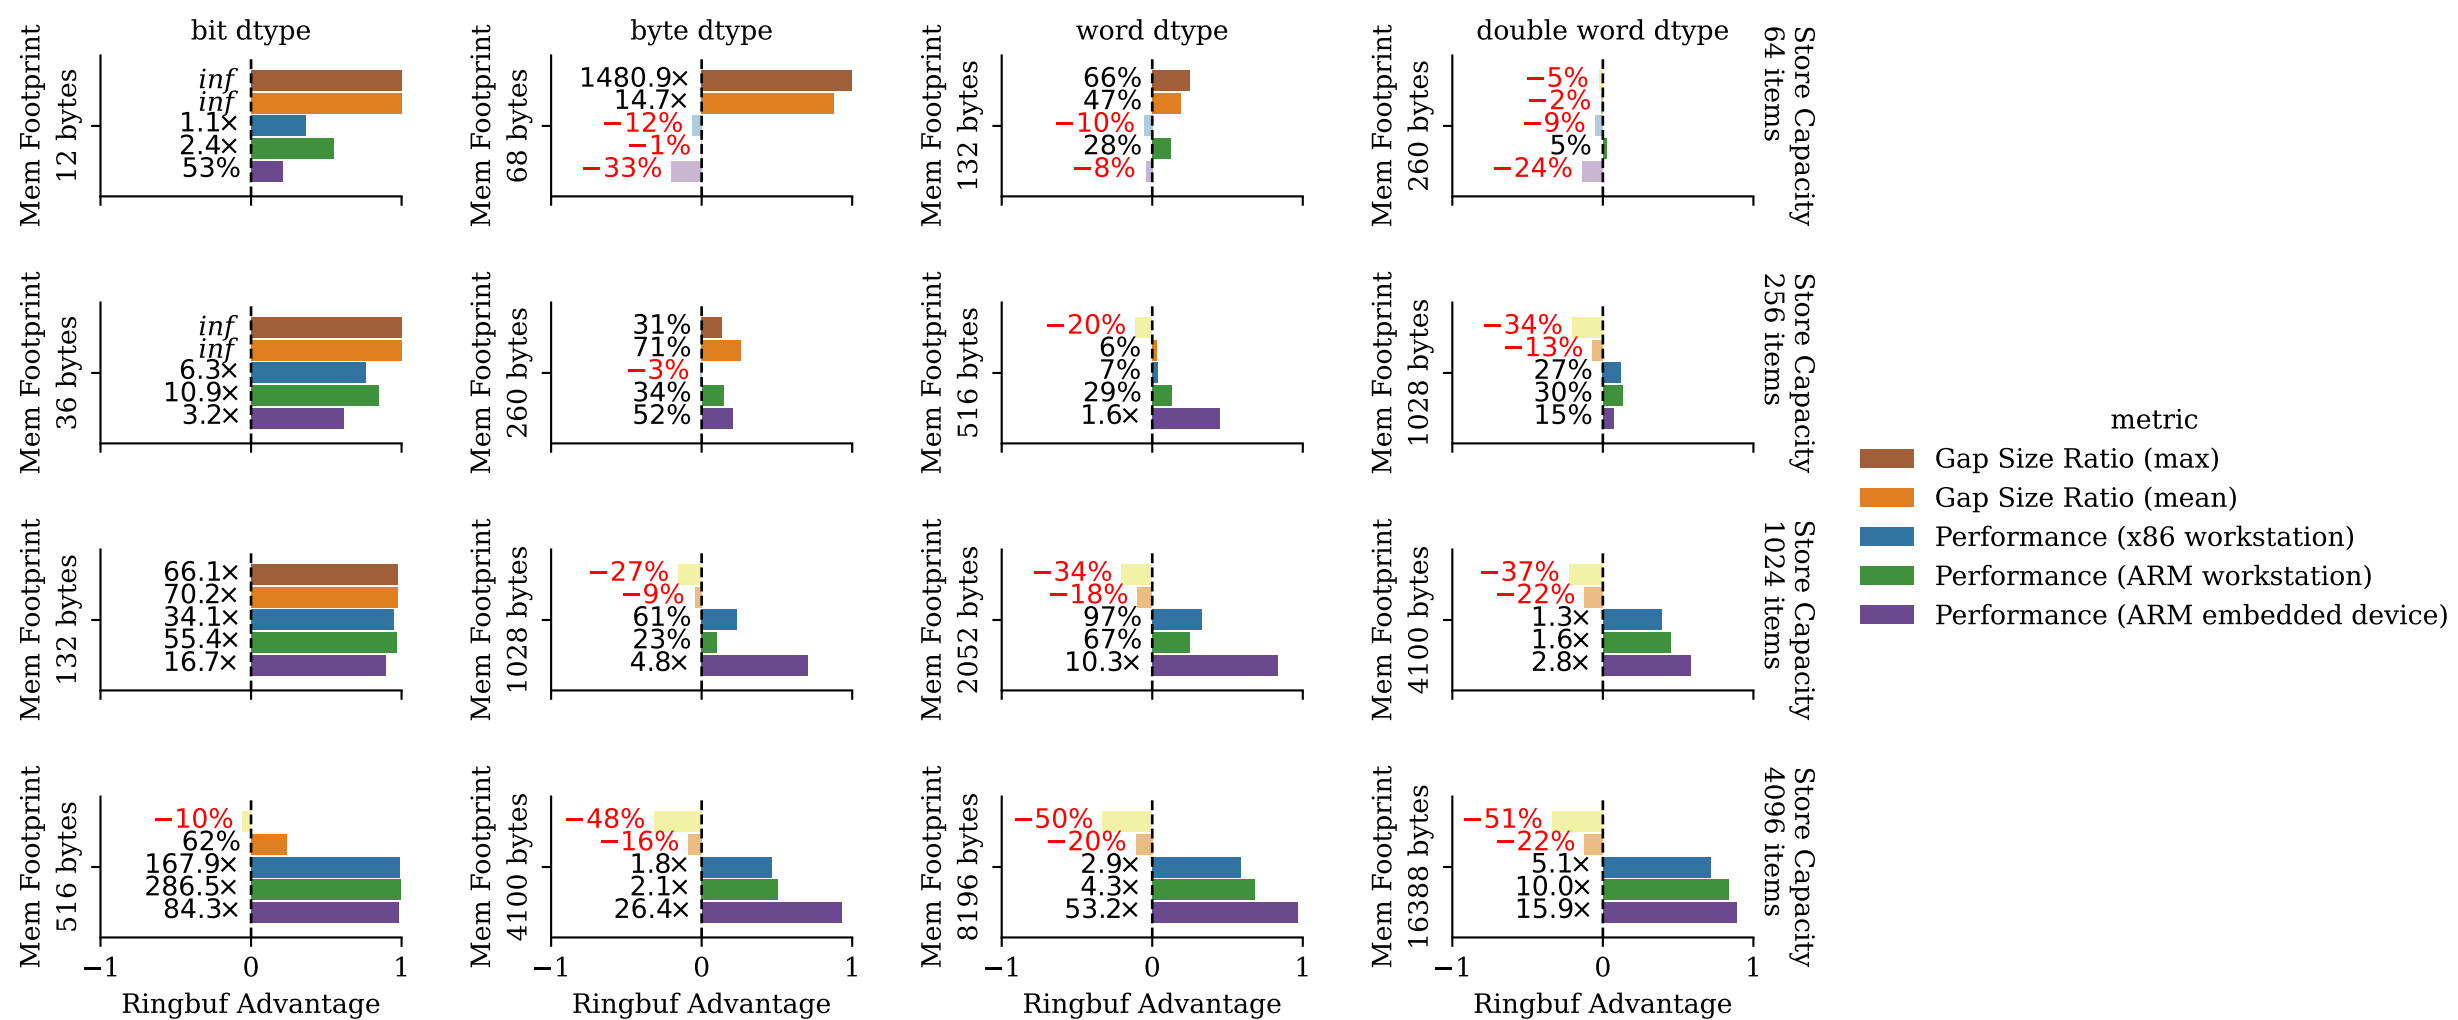 bit dtype
byte dtype
word dtype
double word dtype
Mem Footprint
12 bytes
inf
inf
1.1×
2.4×
53%
Mem Footprint
68 bytes
1480.9×
14.7×
−12%
−1%
−33%
Mem Footprint
132 bytes
66%
47%
−10%
28%
−8%
Mem Footprint
260 bytes
−5%
−2%
−9%
5%
−24%
Store Capacity
64 items
Mem Footprint
36 bytes
inf
inf
6.3×
10.9×
3.2×
Mem Footprint
260 bytes
31%
71%
−3%
34%
52%
Mem Footprint
516 bytes
−20%
6%
7%
29%
1.6×
Mem Footprint
1028 bytes
−34%
−13%
27%
30%
15%
Store Capacity
256 items
Mem Footprint
132 bytes
66.1×
70.2×
34.1×
55.4×
16.7×
Mem Footprint
1028 bytes
−27%
−9%
61%
23%
4.8×
Mem Footprint
2052 bytes
−34%
−18%
97%
67%
10.3×
Mem Footprint
4100 bytes
−37%
−22%
1.3×
1.6×
2.8×
Store Capacity
1024 items
Mem Footprint
516 bytes
−10%
62%
167.9×
286.5×
84.3×
−1 0 1
Ringbuf Advantage
Mem Footprint
4100 bytes
−48%
−16%
1.8×
2.1×
26.4×
−1 0 1
Ringbuf Advantage
Mem Footprint
8196 bytes
−50%
−20%
2.9×
4.3×
53.2×
−1 0 1
Ringbuf Advantage
Mem Footprint
16388 bytes
−51%
−22%
5.1×
10.0×
15.9×
−1 0 1
Ringbuf Advantage
Store Capacity
4096 items
metric
Gap Size Ratio (max)
Gap Size Ratio (mean)
Performance (x86 workstation)
Performance (ARM workstation)
Performance (ARM embedded device)